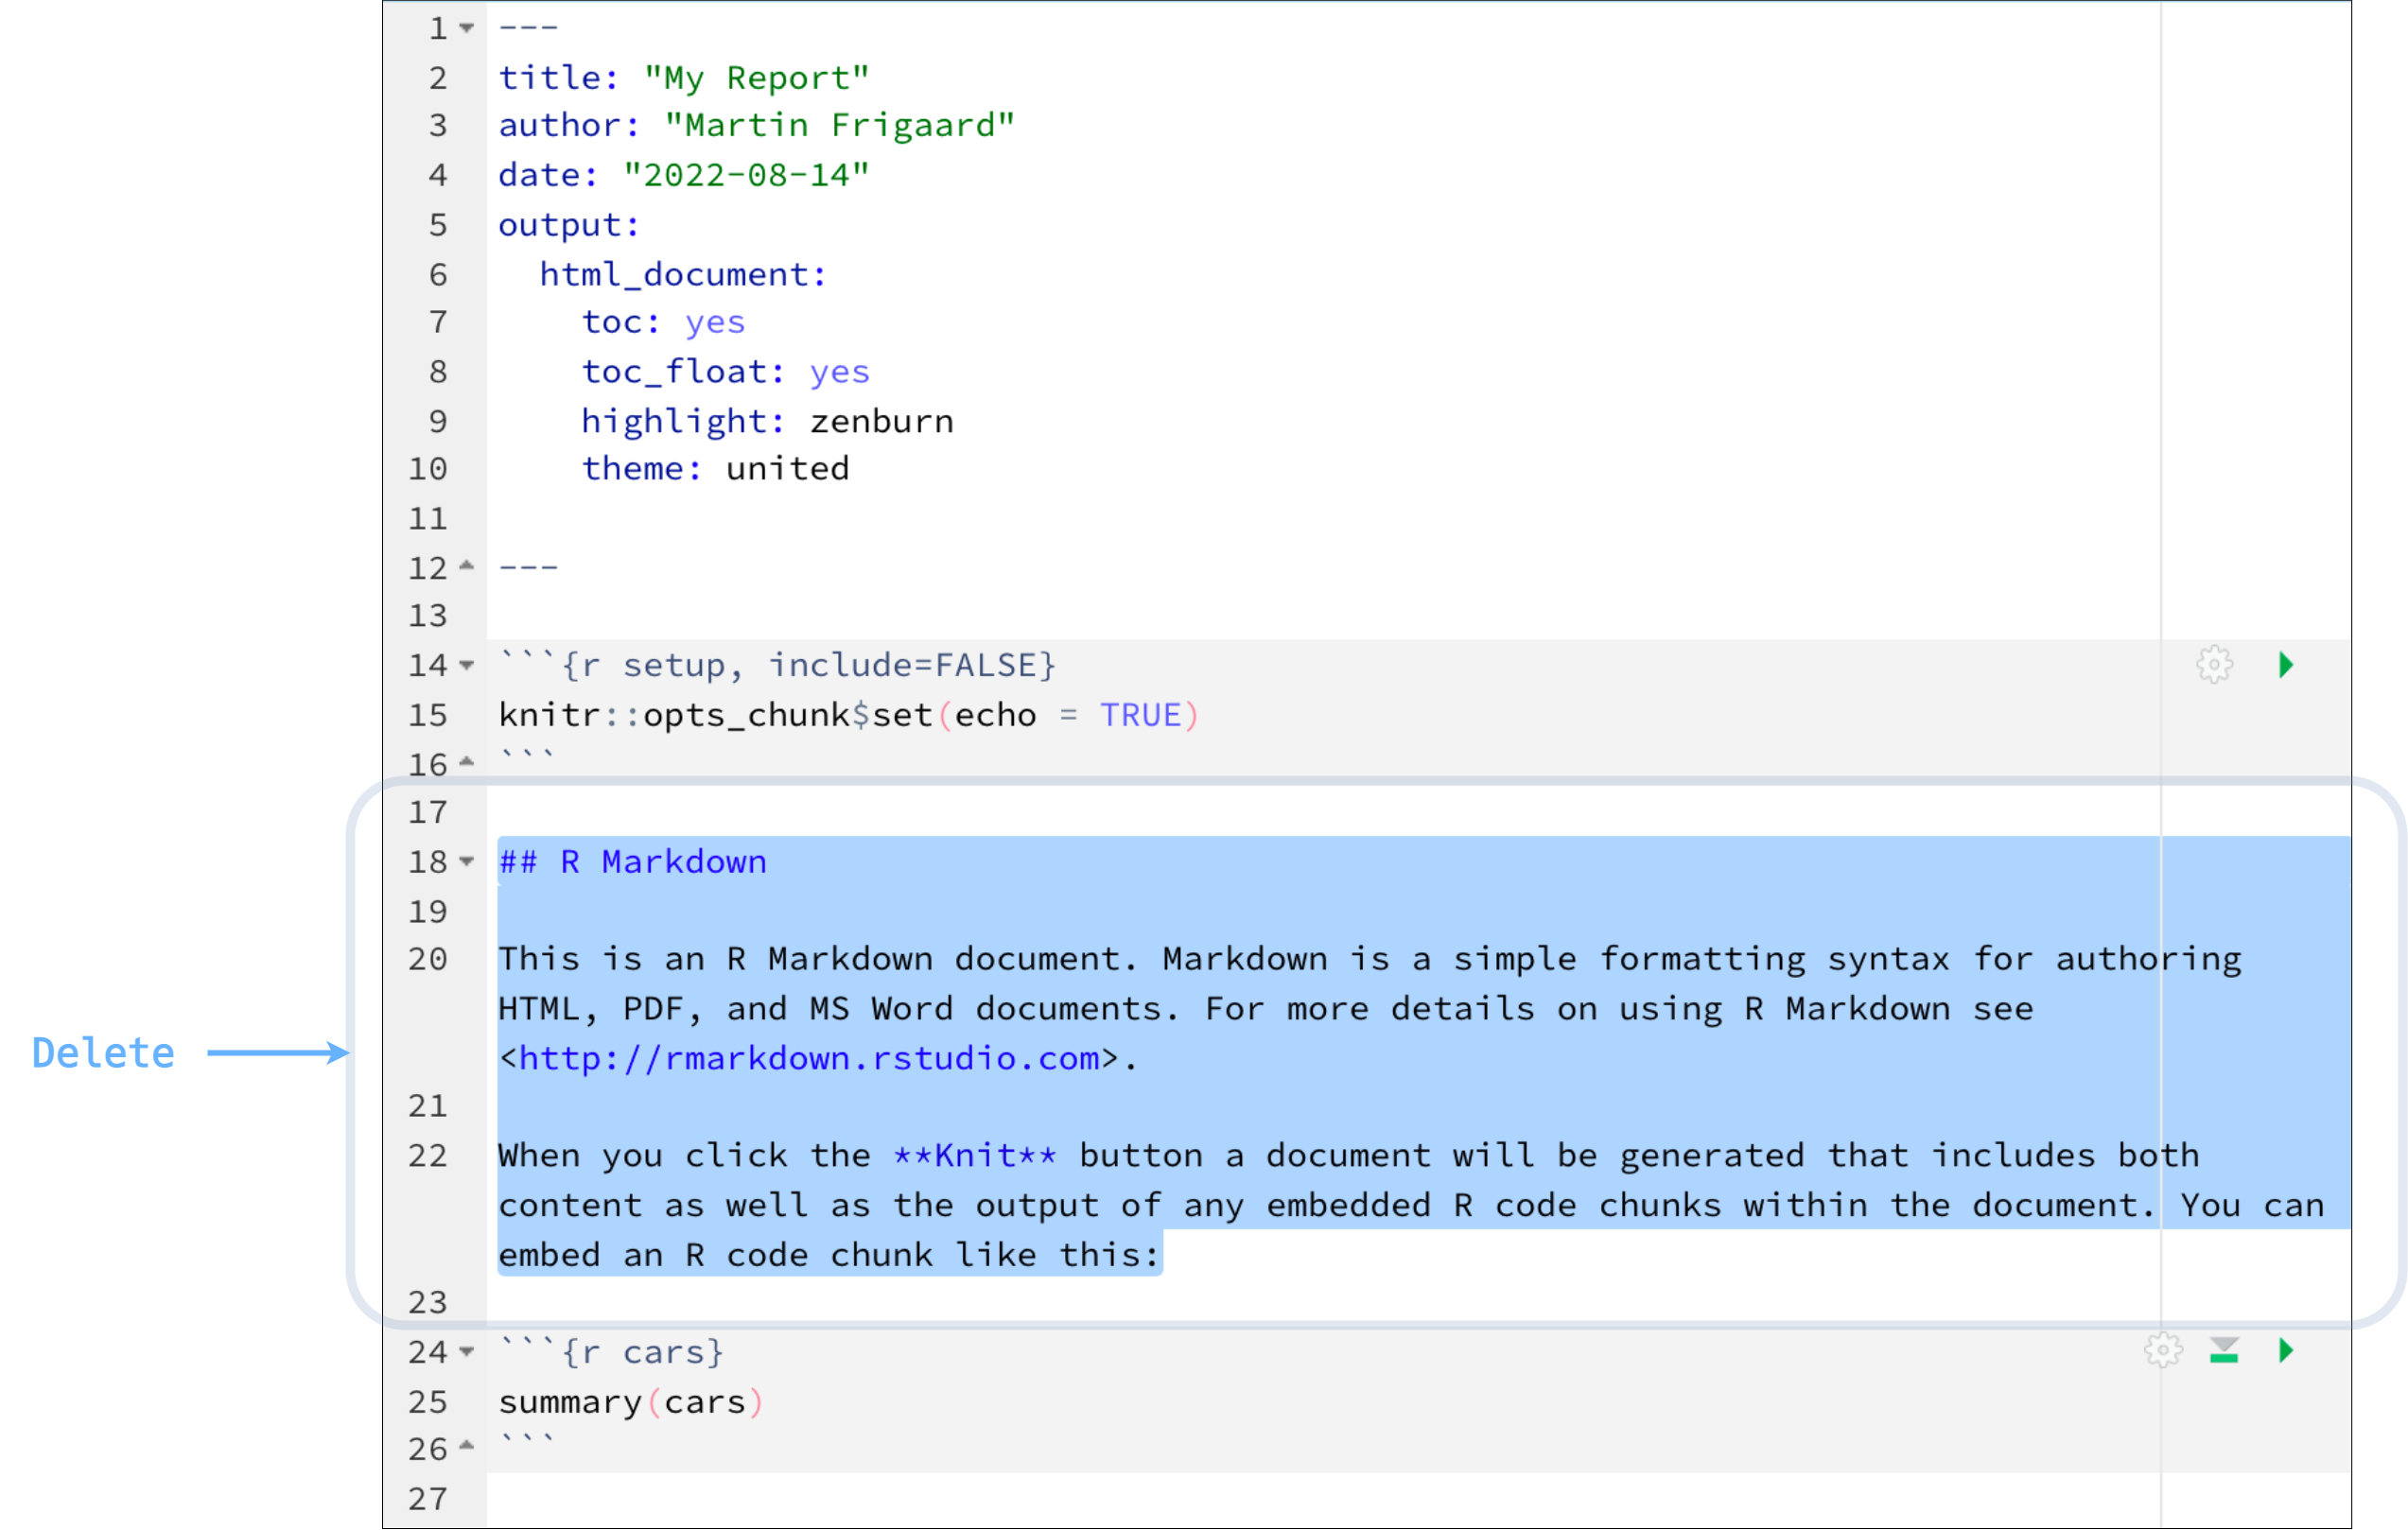 1 ---
2 title: "My Report"
3 author: "Martin Frigaard"
4 date: "2022-08-14"
5 output:
6   html_document:
7     toc: yes
8     toc_float: yes
9     highlight: zenburn
10     theme: united
11
12 ---
13
14 ```{r setup, include=FALSE}
15 knitr::opts_chunk$set(echo = TRUE)
16 ```
17
18 ## R Markdown
19
20 This is an R Markdown document. Markdown is a simple formatting syntax for authoring
HTML, PDF, and MS Word documents. For more details on using R Markdown see
Delete
<http://rmarkdown.rstudio.com>.
21
22 When you click the **Knit** button a document will be generated that includes both
content as well as the output of any embedded R code chunks within the document. You can
embed an R code chunk like this:
23
24 ```{r cars}
25 summary(cars)
26 ```
27